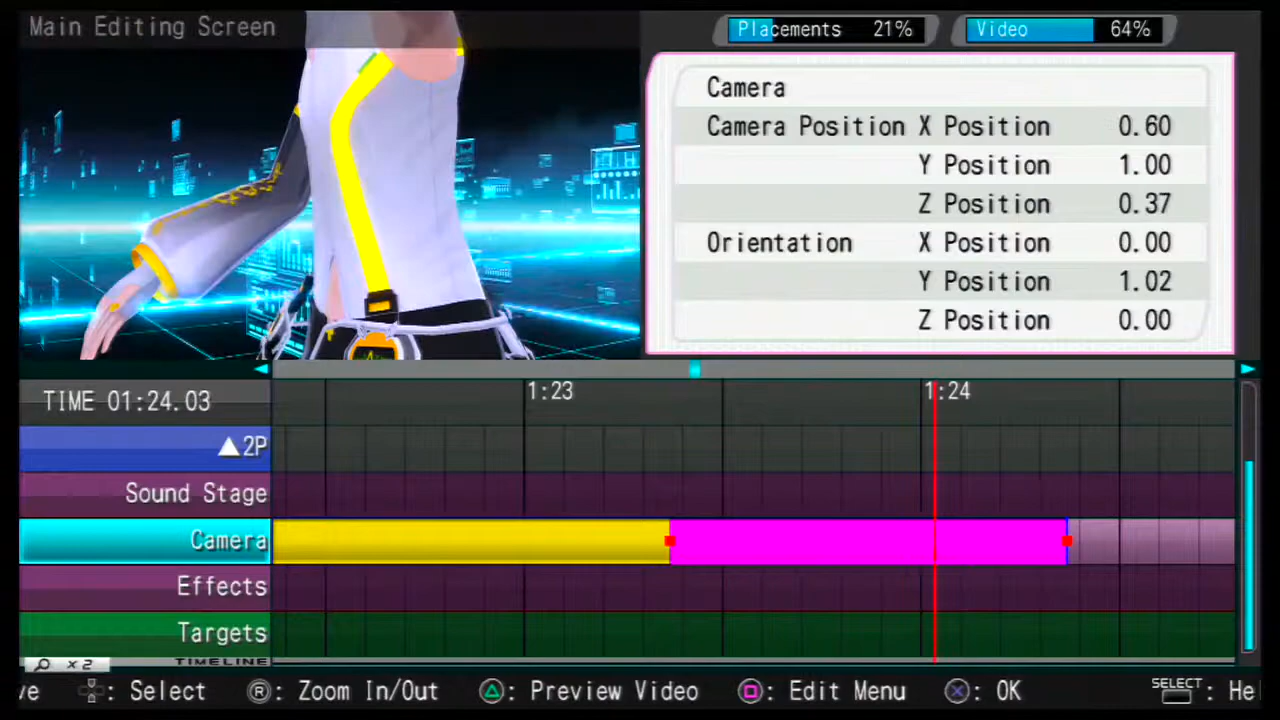 Main Editing Screen
Placements 21%
Video 64%
Camera
Camera Position X Position 0.60
Y Position 1.00
Z Position 0.37
Orientation X Position 0.00
Y Position 1.02
Z Position 0.00
TIME 01:24.03
1:23
1:24
▲2P
Sound Stage
Camera
Effects
Targets
×2
TIMELINE
ve : Select Ⓡ: Zoom In/Out : Preview Video : Edit Menu : OK SELECT : He